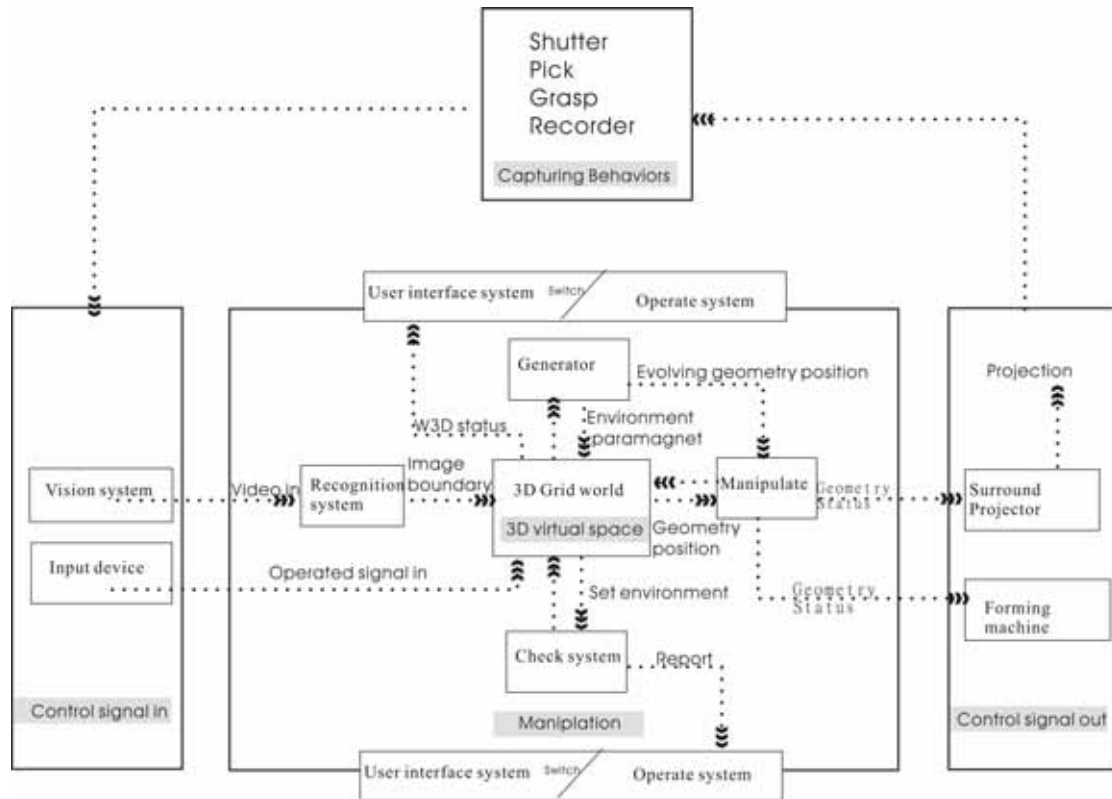 Shutter
Pick
Grasp
Recorder
Capturing Behaviors
User interface system
Switch
Operate system
Generator
Evolving geometry position
Projection
W3D status
Environment
paramagnet
Vision system
Video in
Recognition
system
Image
boundary
3D Grid world
3D virtual space
Manipulate
Geometry
Status
Surround
Projector
Geometry
position
Input device
Operated signal in
Set environment
Geometry
Status
Forming
machine
Check system
Report
Control signal in
Maniplation
Control signal out
User interface system
Switch
Operate system